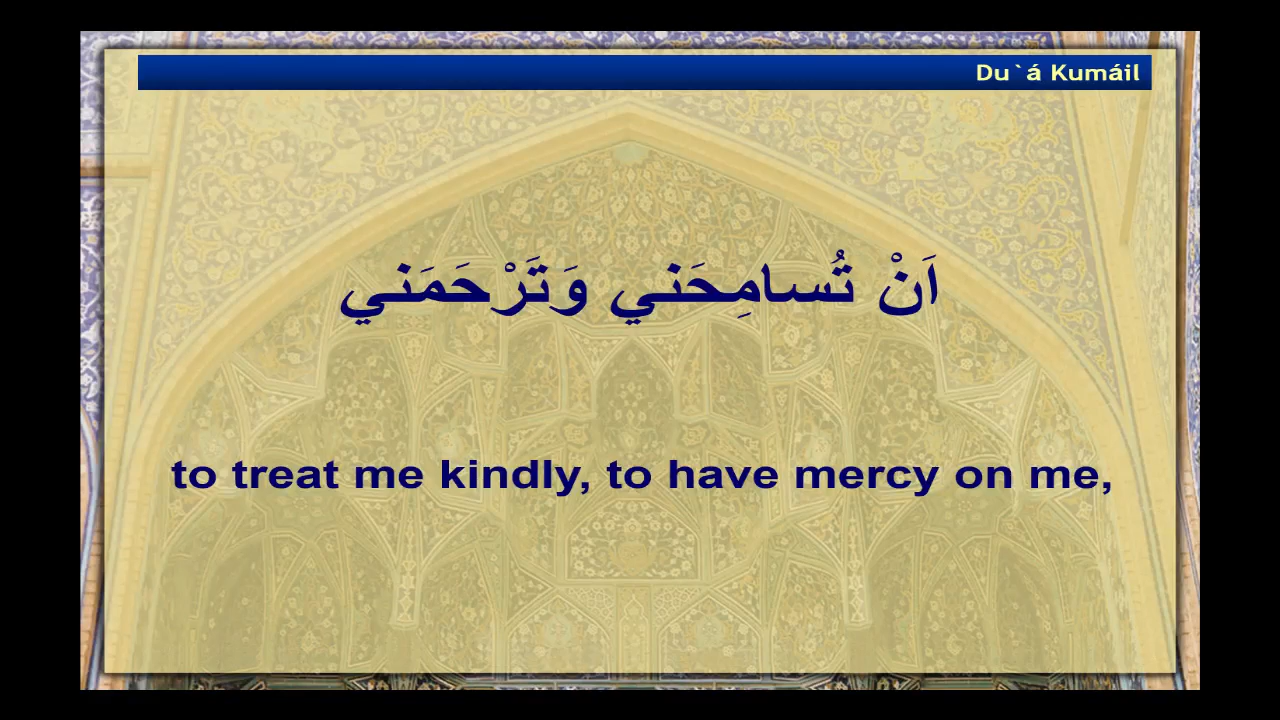 Du`á Kumáil
اَنْ تُسامِحَني وَتَرْحَمَني
to treat me kindly, to have mercy on me,